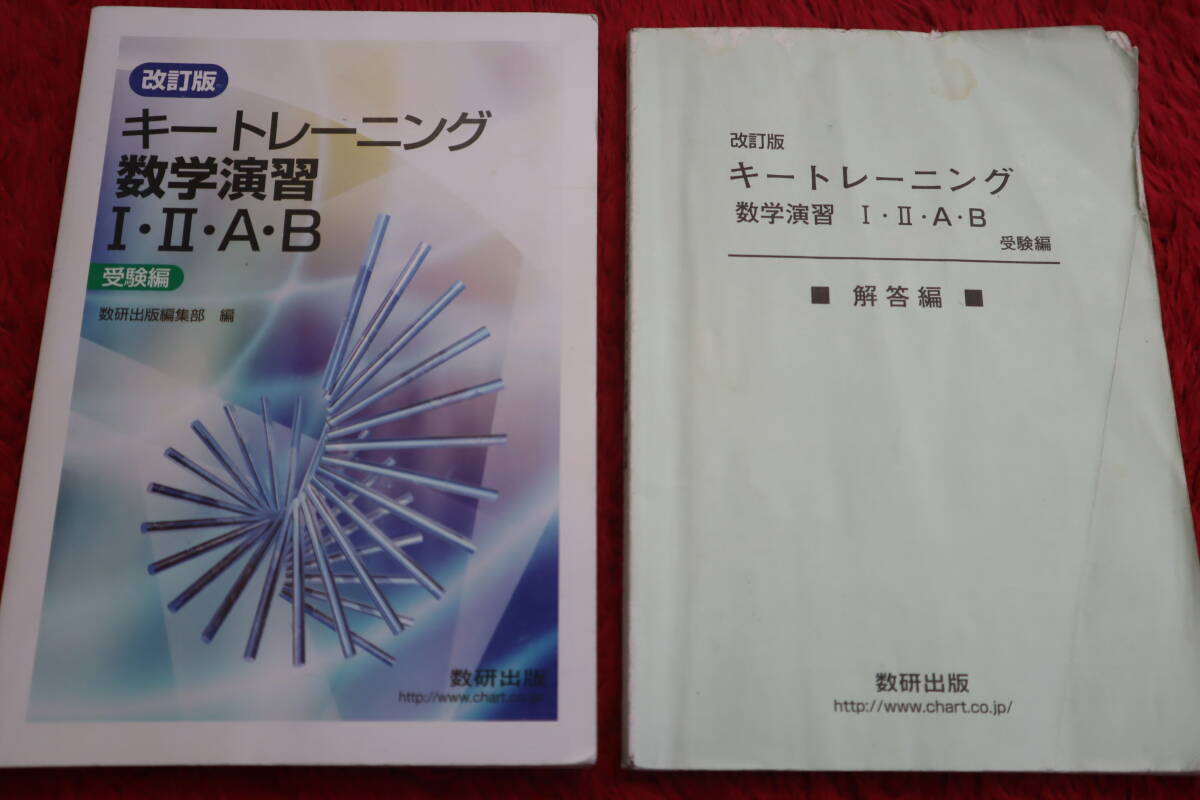 改訂版
キートレーニング
数学演習
Ⅰ・Ⅱ・A・B
受験編
数研出版編集部 編
数研出版
http://www.chart.co.jp/
改訂版
キートレーニング
数学演習 Ⅰ・Ⅱ・A・B
受験編
■ 解答編 ■
数研出版
http://www.chart.co.jp/